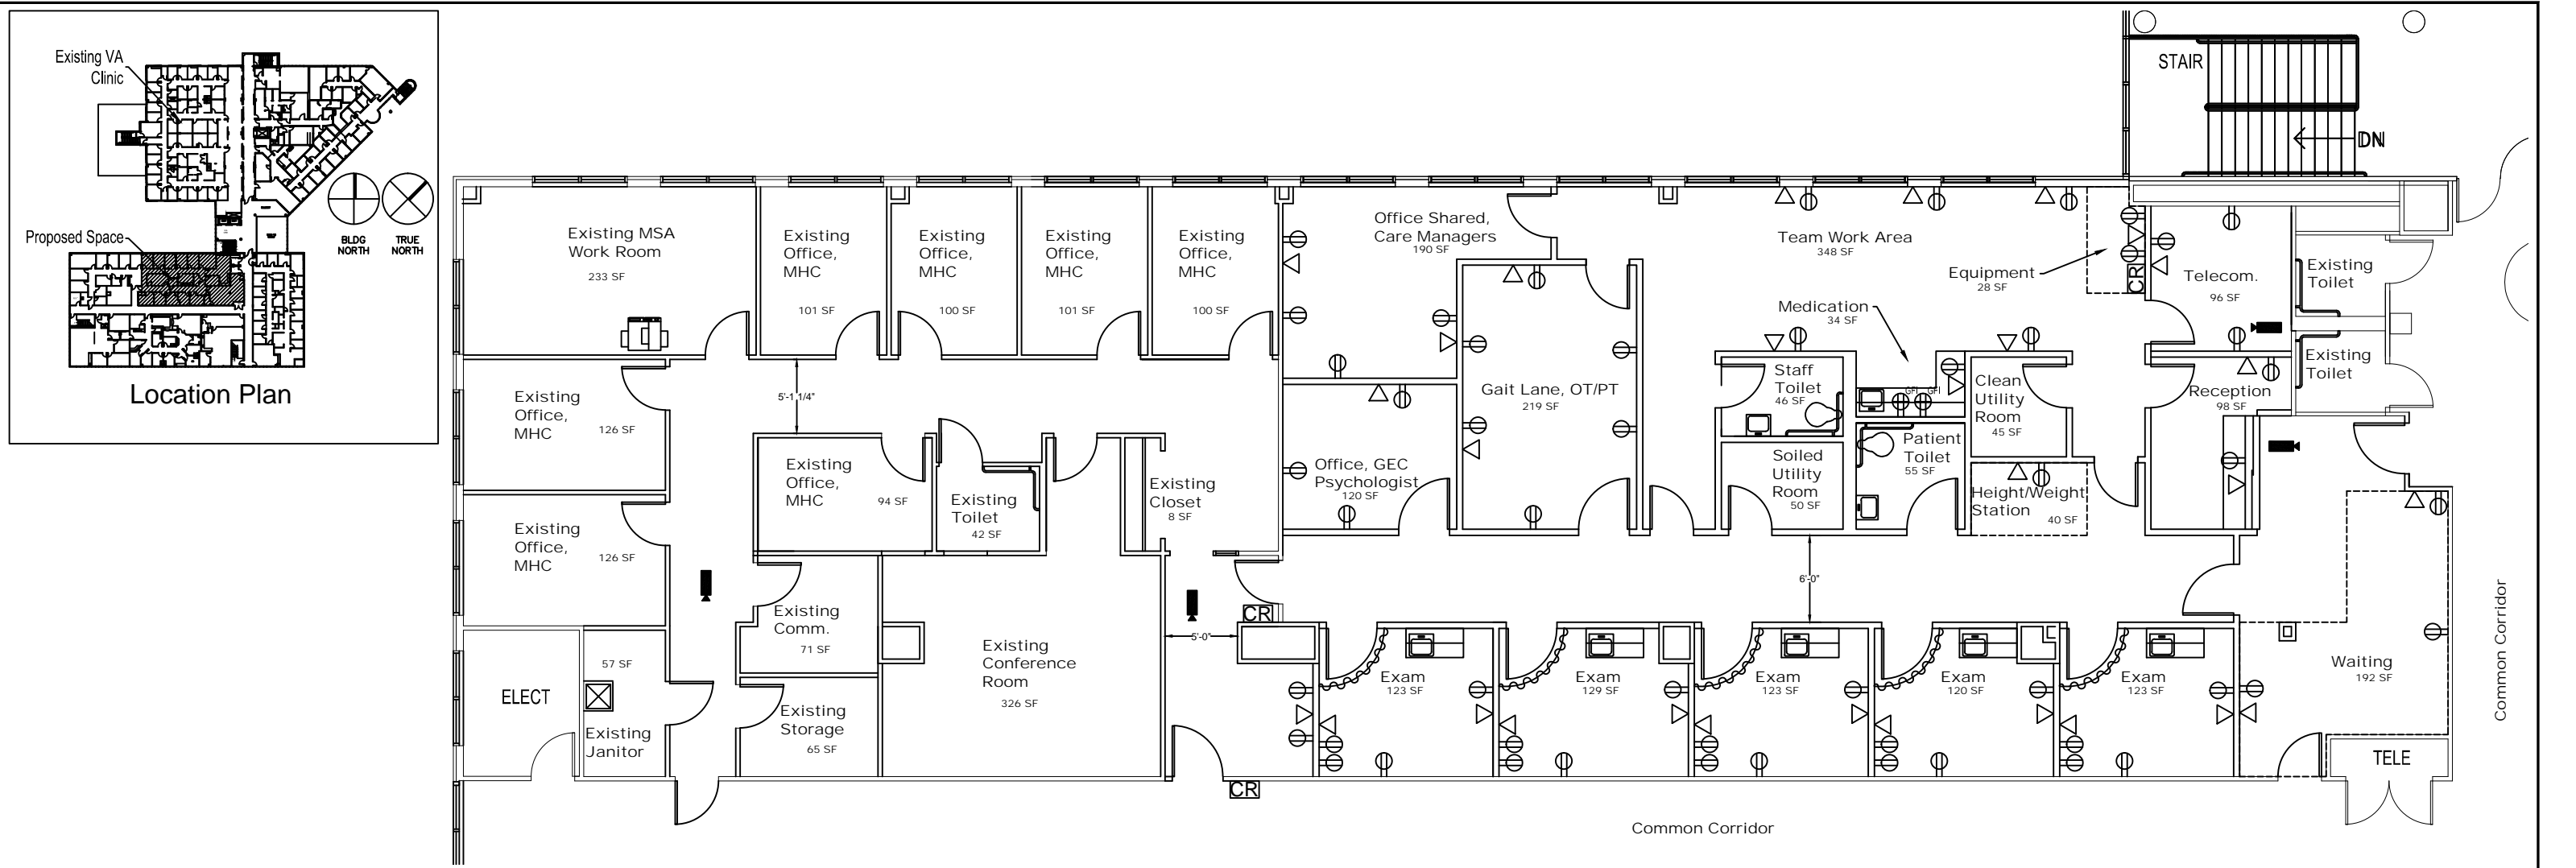 Existing VA
Clinic
Proposed Space
BLDG
NORTH
TRUE
NORTH
Location Plan
STAIR
DN
Existing MSA
Work Room
233 SF
Existing
Office,
MHC
101 SF
Existing
Office,
MHC
100 SF
Existing
Office,
MHC
101 SF
Existing
Office,
MHC
100 SF
Office Shared,
Care Managers
190 SF
Team Work Area
348 SF
Equipment
28 SF
CR
Medication
34 SF
Telecom.
96 SF
Existing
Toilet
Existing
Toilet
Existing
Office,
MHC
126 SF
5'-1 1/4"
Gait Lane, OT/PT
219 SF
Staff
Toilet
46 SF
GFI
GFI
Clean
Utility
Room
45 SF
Reception
98 SF
Existing
Office,
MHC
94 SF
Existing
Toilet
42 SF
Existing
Closet
8 SF
Office, GEC
Psychologist
120 SF
Soiled
Utility
Room
50 SF
Patient
Toilet
55 SF
Height/Weight
Station
40 SF
Existing
Office,
MHC
126 SF
Existing
Comm.
71 SF
Existing
Conference
Room
326 SF
CR
5'-0"
6'-0"
57 SF
ELECT
Existing
Janitor
Existing
Storage
65 SF
Exam
123 SF
Exam
129 SF
Exam
123 SF
Exam
120 SF
Exam
123 SF
Waiting
192 SF
TELE
CR
Common Corridor
Common Corridor